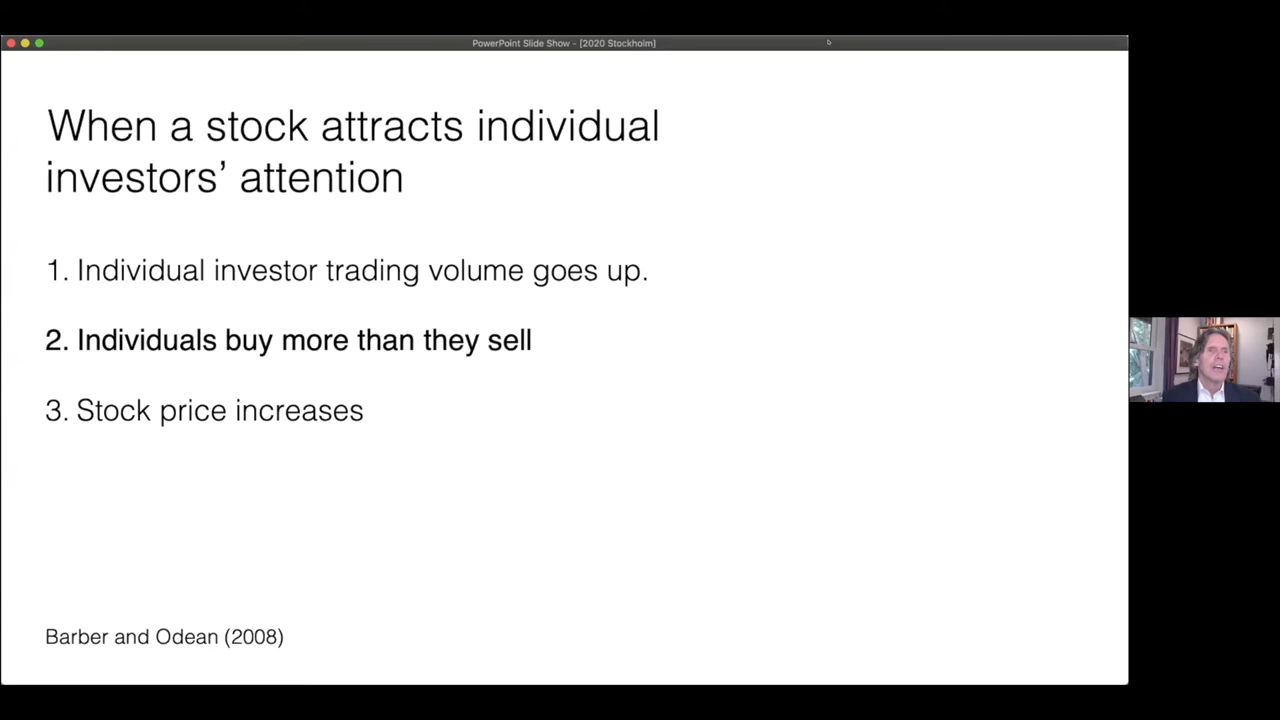 PowerPoint Slide Show - [2020 Stockholm]
When a stock attracts individual
investors’ attention
1. Individual investor trading volume goes up.
2. Individuals buy more than they sell
3. Stock price increases
Barber and Odean (2008)